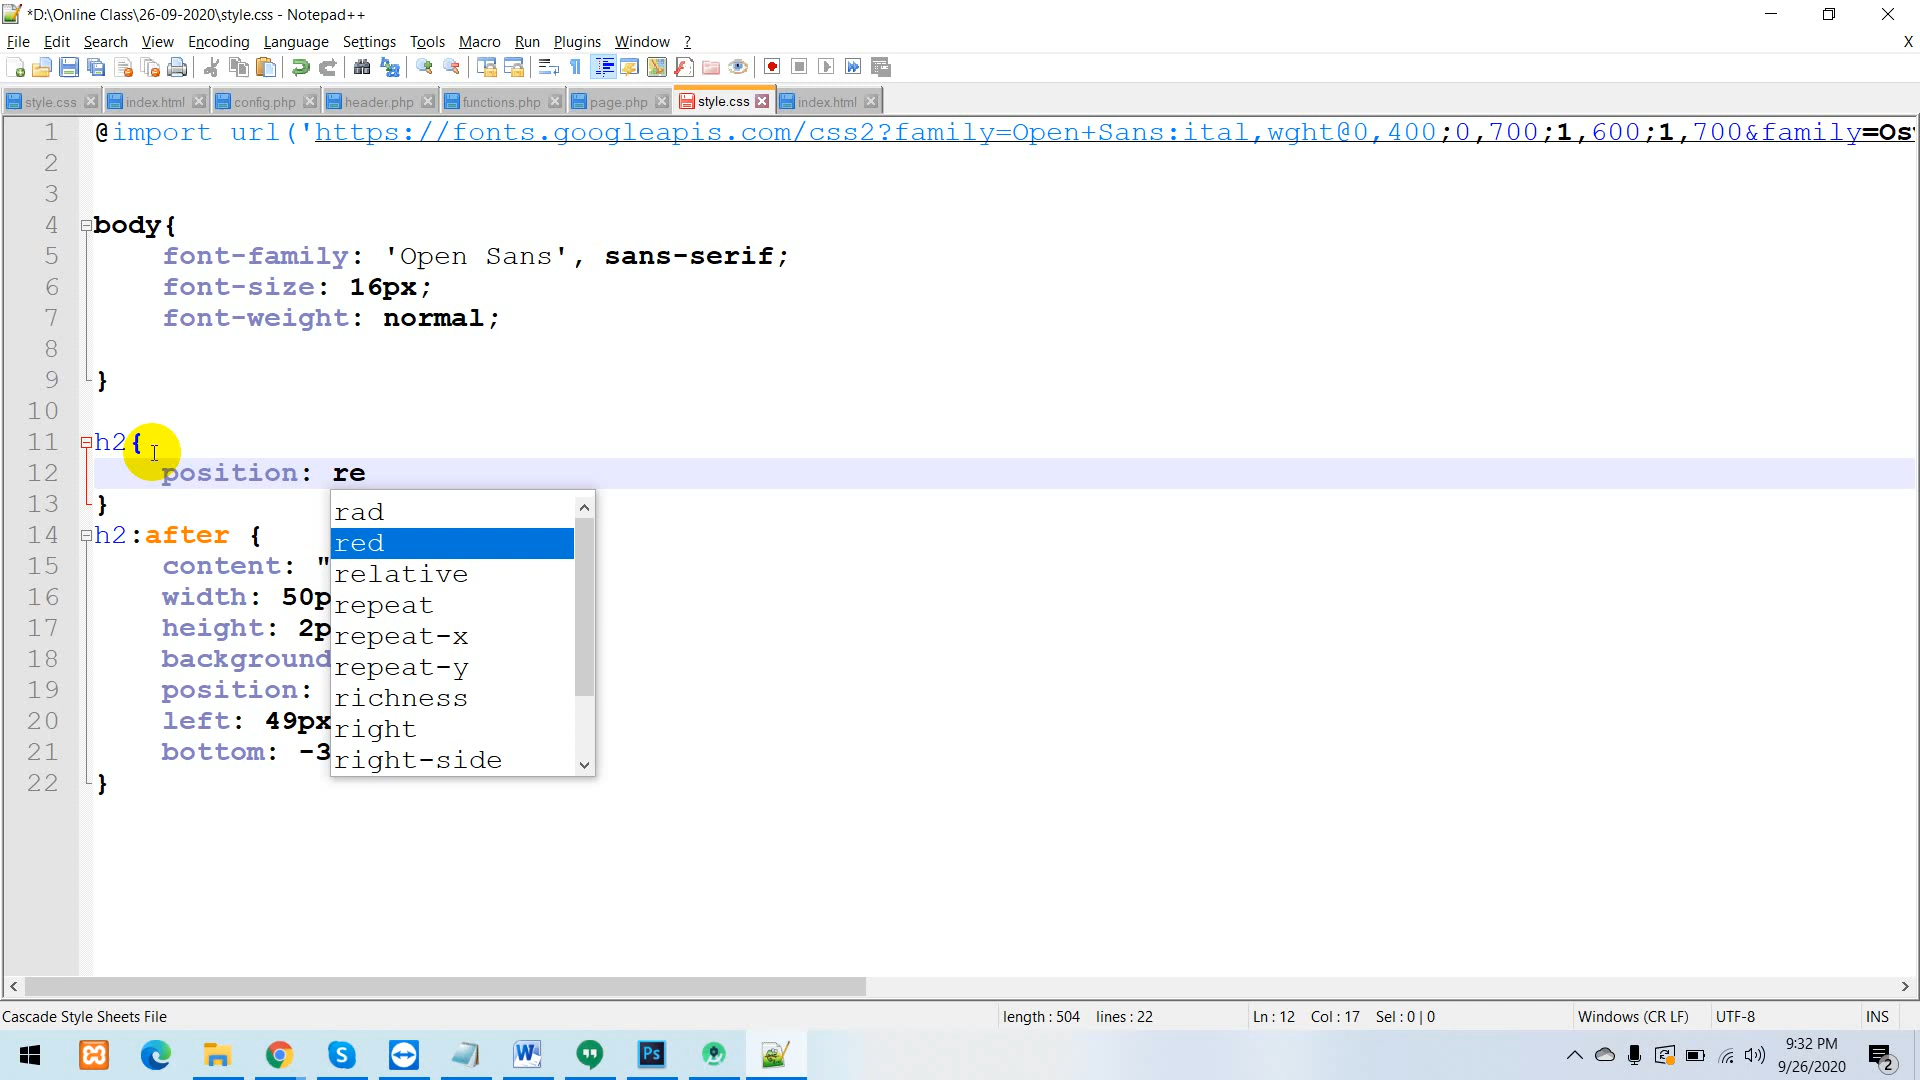 *D:\Online Class\26-09-2020\style.css - Notepad++
File Edit Search View Encoding Language Settings Tools Macro Run Plugins Window ? X
style.css index.html config.php header.php functions.php page.php style.css index.html
1 @import url('https://fonts.googleapis.com/css2?family=Open+Sans:ital,wght@0,400;0,700;1,600;1,700&family=Os
2
3
4 body{
5 font-family: 'Open Sans', sans-serif;
6 font-size: 16px;
7 font-weight: normal;
8
9 }
10
11 h2{
12 position: re
13 }
14 h2:after {
15 content: "
16 width: 50p
17 height: 2p
18 background
19 position:
20 left: 49px
21 bottom: -3
22 }
rad
red
relative
repeat
repeat-x
repeat-y
richness
right
right-side
Cascade Style Sheets File length : 504 lines : 22 Ln : 12 Col : 17 Sel : 0 | 0 Windows (CR LF) UTF-8 INS
9:32 PM
9/26/2020
2